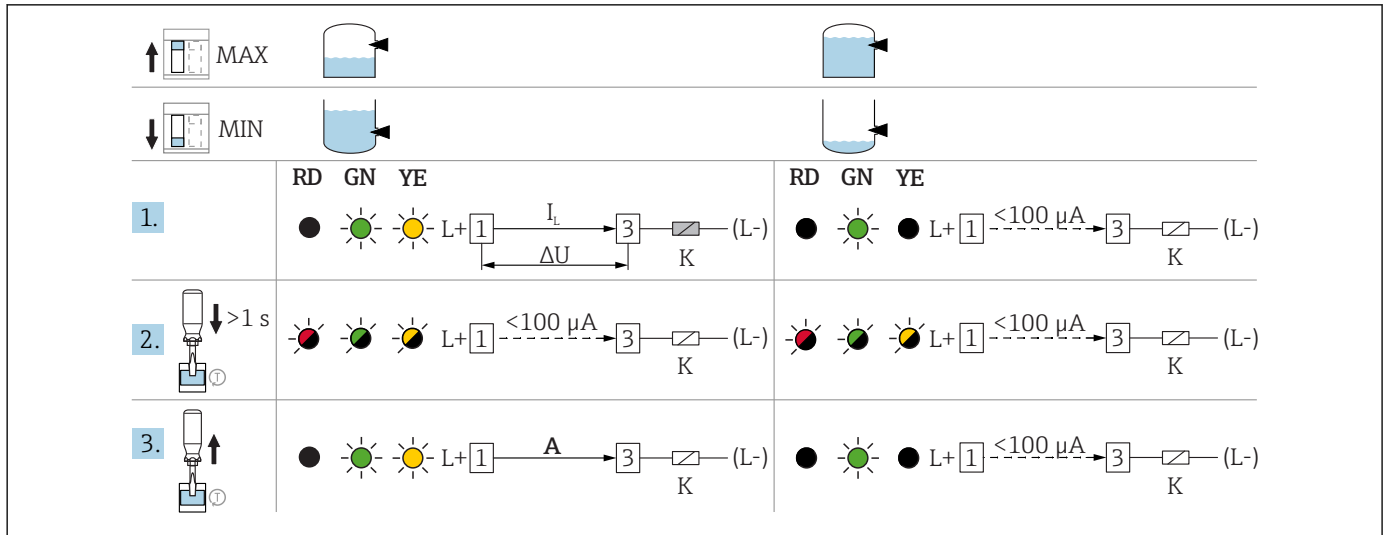 MAX
MIN
RD GN YE RD GN YE
1. L+ 1 I_L 3 (L-) L+ 1 <100 µA 3 (L-)
ΔU K K
2. >1 s L+ 1 <100 µA 3 (L-) L+ 1 <100 µA 3 (L-)
T K K
3. L+ 1 A 3 (L-) L+ 1 <100 µA 3 (L-)
T K K